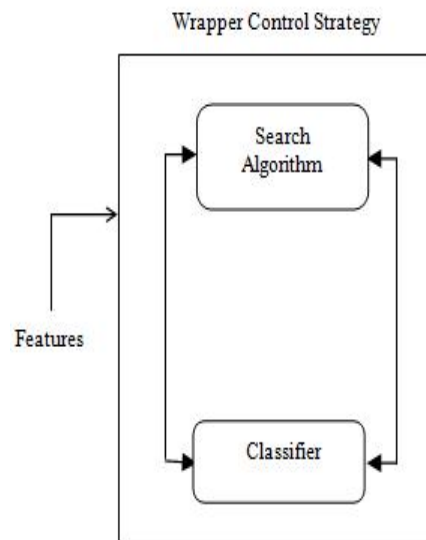 Wrapper Control Strategy
Search
Algorithm
Features
Classifier